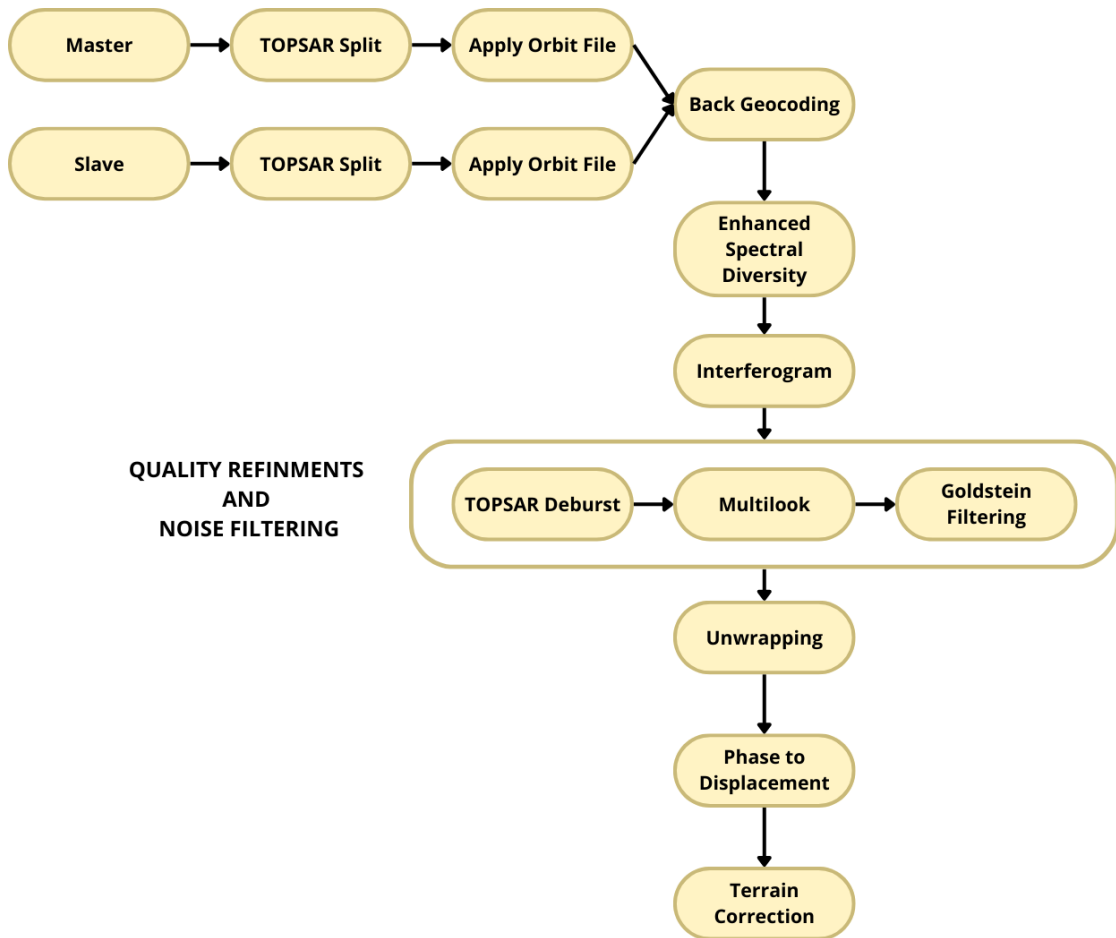 Master
TOPSAR Split
Apply Orbit File
Slave
TOPSAR Split
Apply Orbit File
Back Geocoding
Enhanced
Spectral
Diversity
Interferogram
QUALITY REFINMENTS
AND
NOISE FILTERING
TOPSAR Deburst
Multilook
Goldstein
Filtering
Unwrapping
Phase to
Displacement
Terrain
Correction